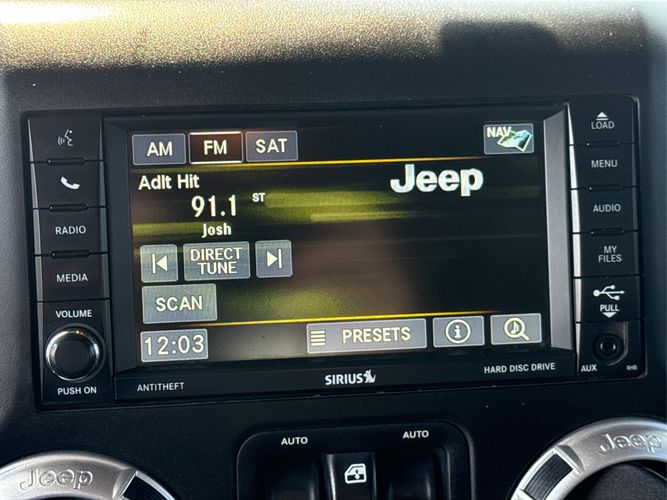 LOAD
AM FM SAT NAV
MENU
Adlt Hit
Jeep
91.1 ST
RADIO
AUDIO
Josh
DIRECT
TUNE
MY
FILES
MEDIA
SCAN
VOLUME
PULL
12:03
PRESETS
PUSH ON
ANTITHEFT
SIRIUS
HARD DISC DRIVE
AUX
RHR
AUTO
AUTO
Jeep
Jeep